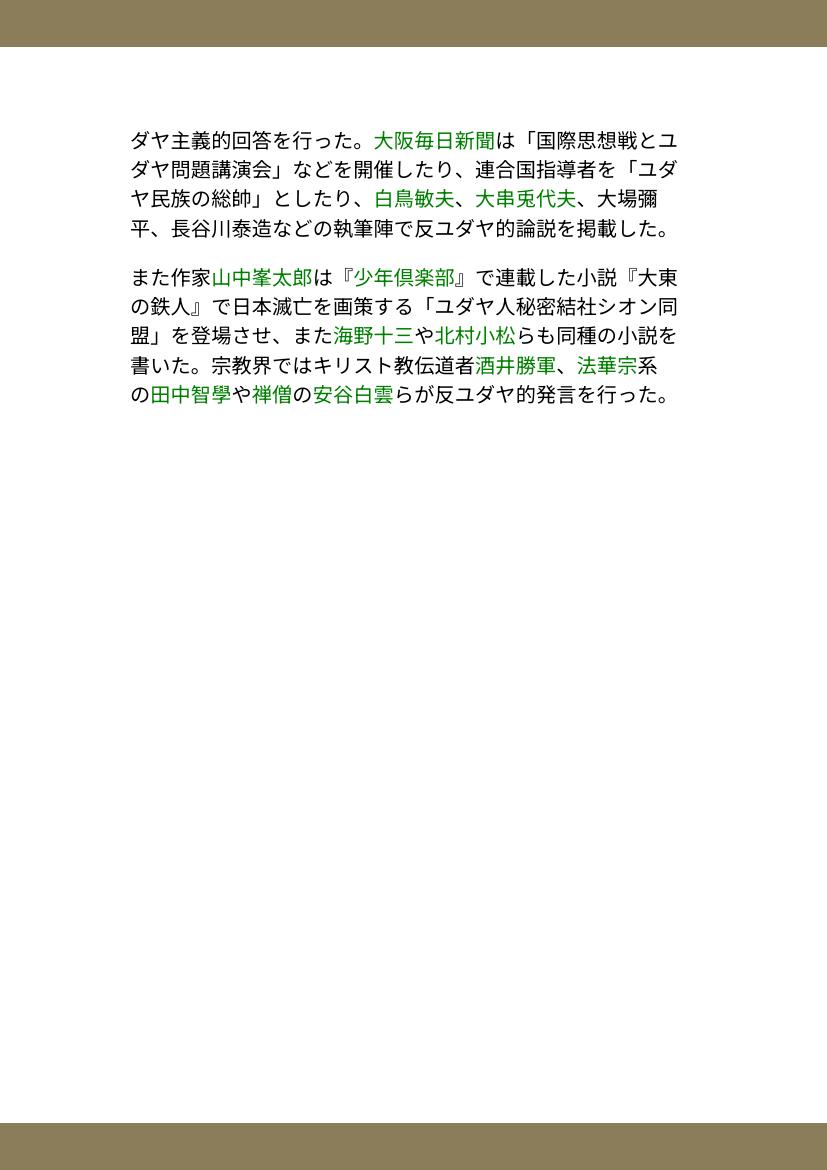 ダヤ主義的回答を行った。大阪毎日新聞は「国際思想戦とユ
ダヤ問題講演会」などを開催したり、連合国指導者を「ユダ
ヤ民族の総帥」としたり、白鳥敏夫、大串兎代夫、大場彌
平、長谷川泰造などの執筆陣で反ユダヤ的論説を掲載した。
また作家山中峯太郎は『少年倶楽部』で連載した小説『大東
の鉄人』で日本滅亡を画策する「ユダヤ人秘密結社シオン同
盟」を登場させ、また海野十三や北村小松らも同種の小説を
書いた。宗教界ではキリスト教伝道者酒井勝軍、法華宗系
の田中智學や禅僧の安谷白雲らが反ユダヤ的発言を行った。